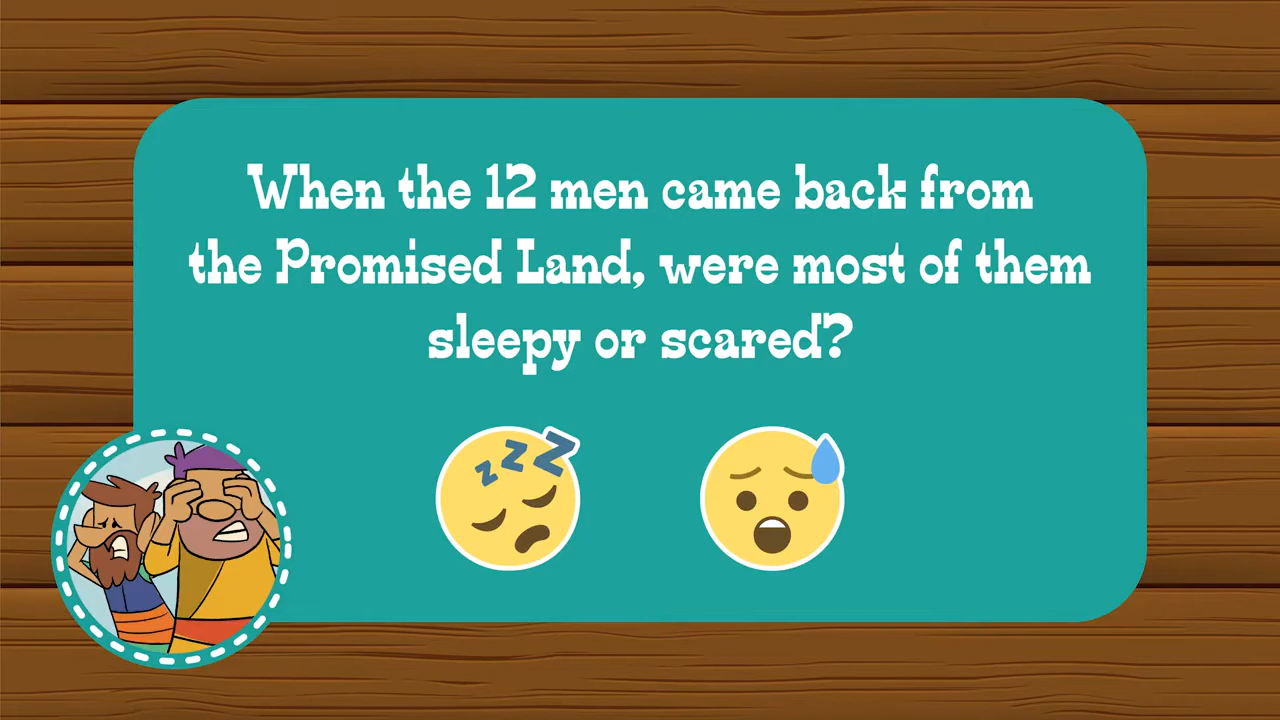 When the 12 men came back from
the Promised Land, were most of them
sleepy or scared?
z z z